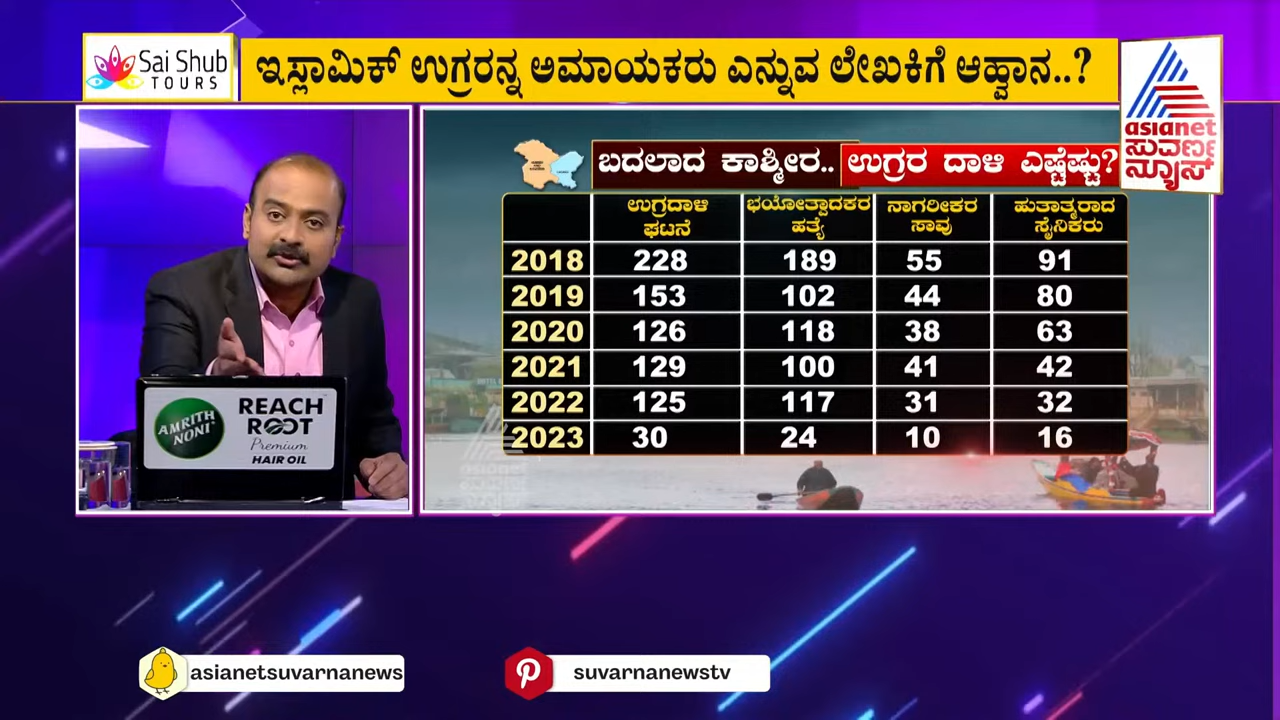 Sai Shub
TOURS
ಇಸ್ಲಾಮಿಕ್ ಉಗ್ರರನ್ನ ಅಮಾಯಕರು ಎನ್ನುವ ಲೇಖಕಿಗೆ ಆಹ್ವಾನ..?
asianet
ಸುವರ್ಣ
ನ್ಯೂಸ್
ಬದಲಾದ ಕಾಶ್ಮೀರ.. ಉಗ್ರರ ದಾಳಿ ಎಷ್ಟೆಷ್ಟು?
ಉಗ್ರದಾಳಿ ಘಟನೆ ಭಯೋತ್ಪಾದಕರ ಹತ್ಯೆ ನಾಗರೀಕರ ಸಾವು ಹುತಾತ್ಮರಾದ ಸೈನಿಕರು
2018 228 189 55 91
2019 153 102 44 80
2020 126 118 38 63
2021 129 100 41 42
2022 125 117 31 32
2023 30 24 10 16
AMRITH
NONI
REACH
ROOT
Premium
HAIR OIL
asianetsuvarnanews
suvarnanewstv